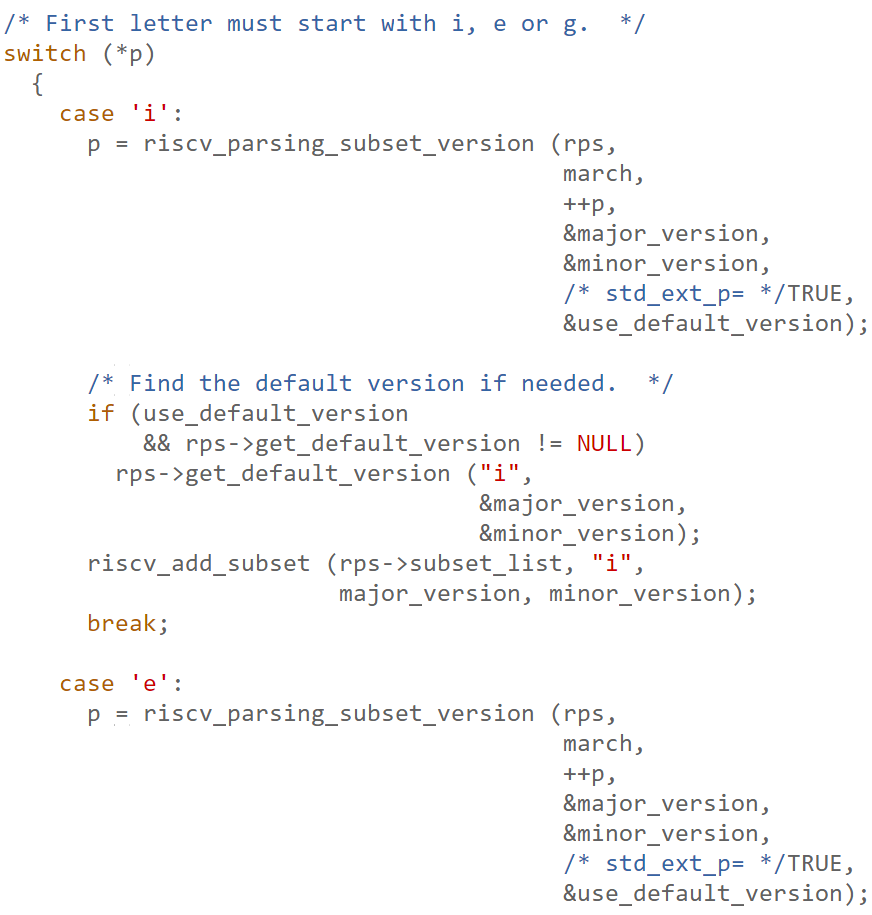 /* First letter must start with i, e or g.  */
switch (*p)
  {
    case 'i':
      p = riscv_parsing_subset_version (rps,
                                        march,
                                        ++p,
                                        &major_version,
                                        &minor_version,
                                        /* std_ext_p= */TRUE,
                                        &use_default_version);

      /* Find the default version if needed.  */
      if (use_default_version
          && rps->get_default_version != NULL)
        rps->get_default_version ("i",
                                  &major_version,
                                  &minor_version);
      riscv_add_subset (rps->subset_list, "i",
                        major_version, minor_version);
      break;

    case 'e':
      p = riscv_parsing_subset_version (rps,
                                        march,
                                        ++p,
                                        &major_version,
                                        &minor_version,
                                        /* std_ext_p= */TRUE,
                                        &use_default_version);